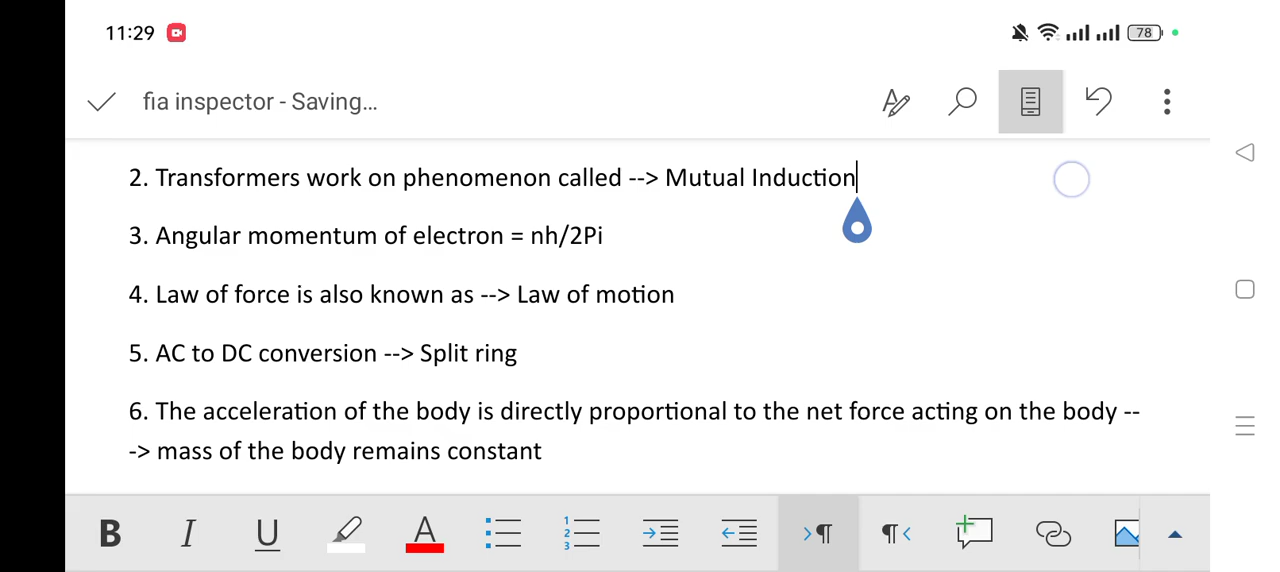 11:29
78
fia inspector - Saving...
2. Transformers work on phenomenon called --> Mutual Induction
3. Angular momentum of electron = nh/2Pi
4. Law of force is also known as --> Law of motion
5. AC to DC conversion --> Split ring
6. The acceleration of the body is directly proportional to the net force acting on the body --
-> mass of the body remains constant
B I U A